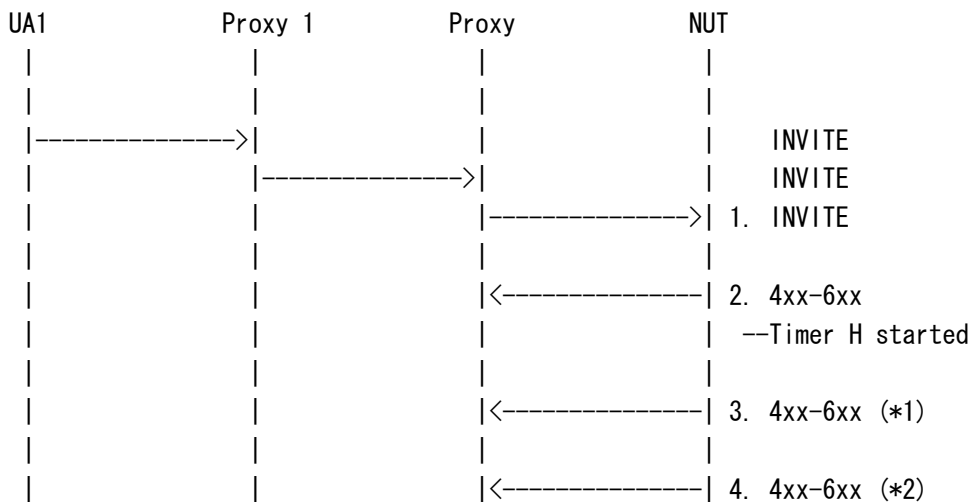 UA1 Proxy 1 Proxy NUT
INVITE
INVITE
1. INVITE
2. 4xx-6xx
--Timer H started
3. 4xx-6xx (*1)
4. 4xx-6xx (*2)